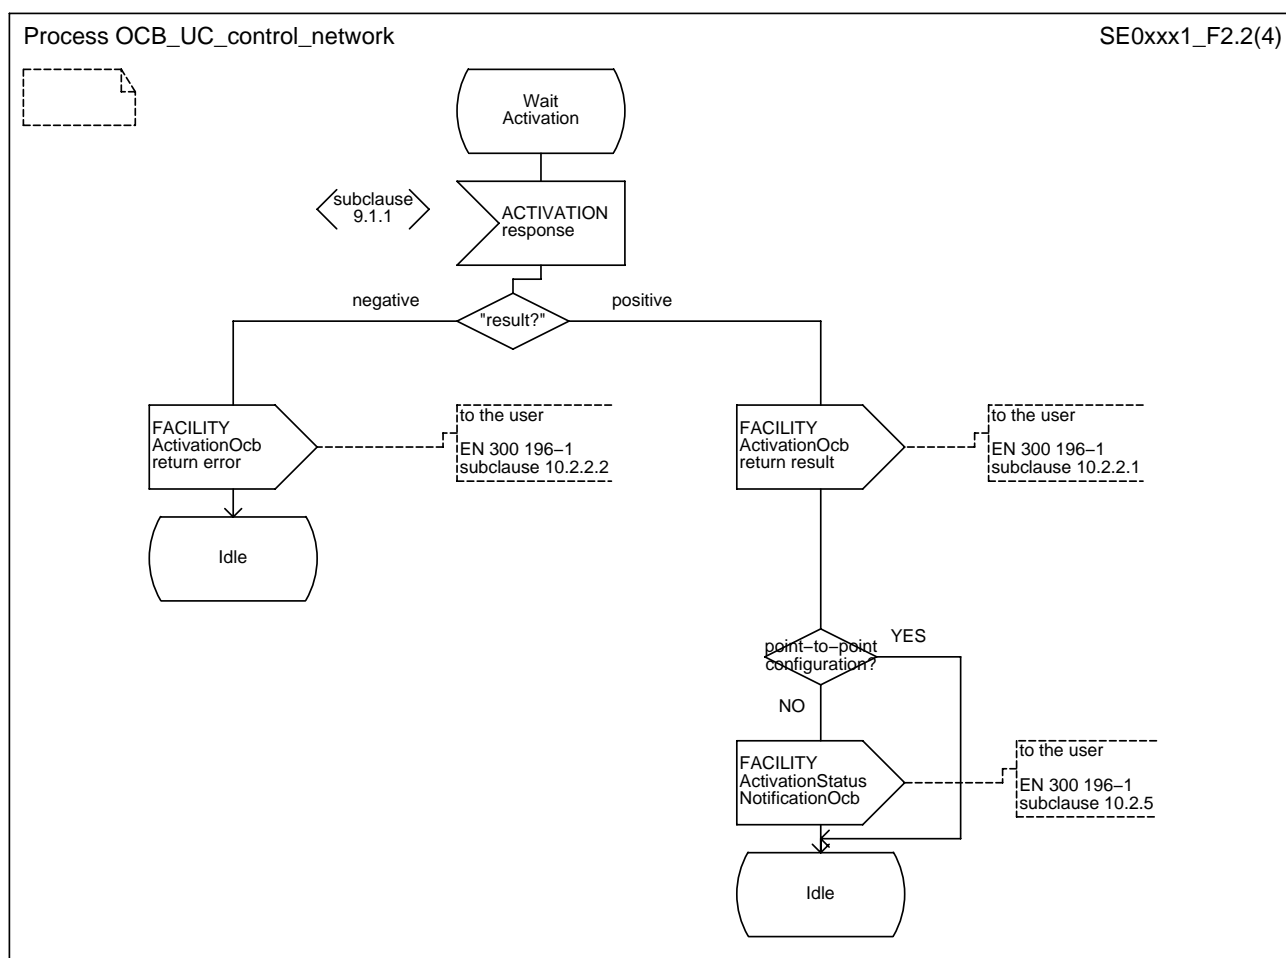 Process OCB_UC_control_network
SE0xxx1_F2.2(4)
Wait
Activation
subclause
9.1.1
ACTIVATION
response
negative
"result?"
positive
FACILITY
ActivationOcb
return error
to the user
EN 300 196−1
subclause 10.2.2.2
FACILITY
ActivationOcb
return result
to the user
EN 300 196−1
subclause 10.2.2.1
Idle
point−to−point
configuration?
YES
NO
FACILITY
ActivationStatus
NotificationOcb
to the user
EN 300 196−1
subclause 10.2.5
Idle